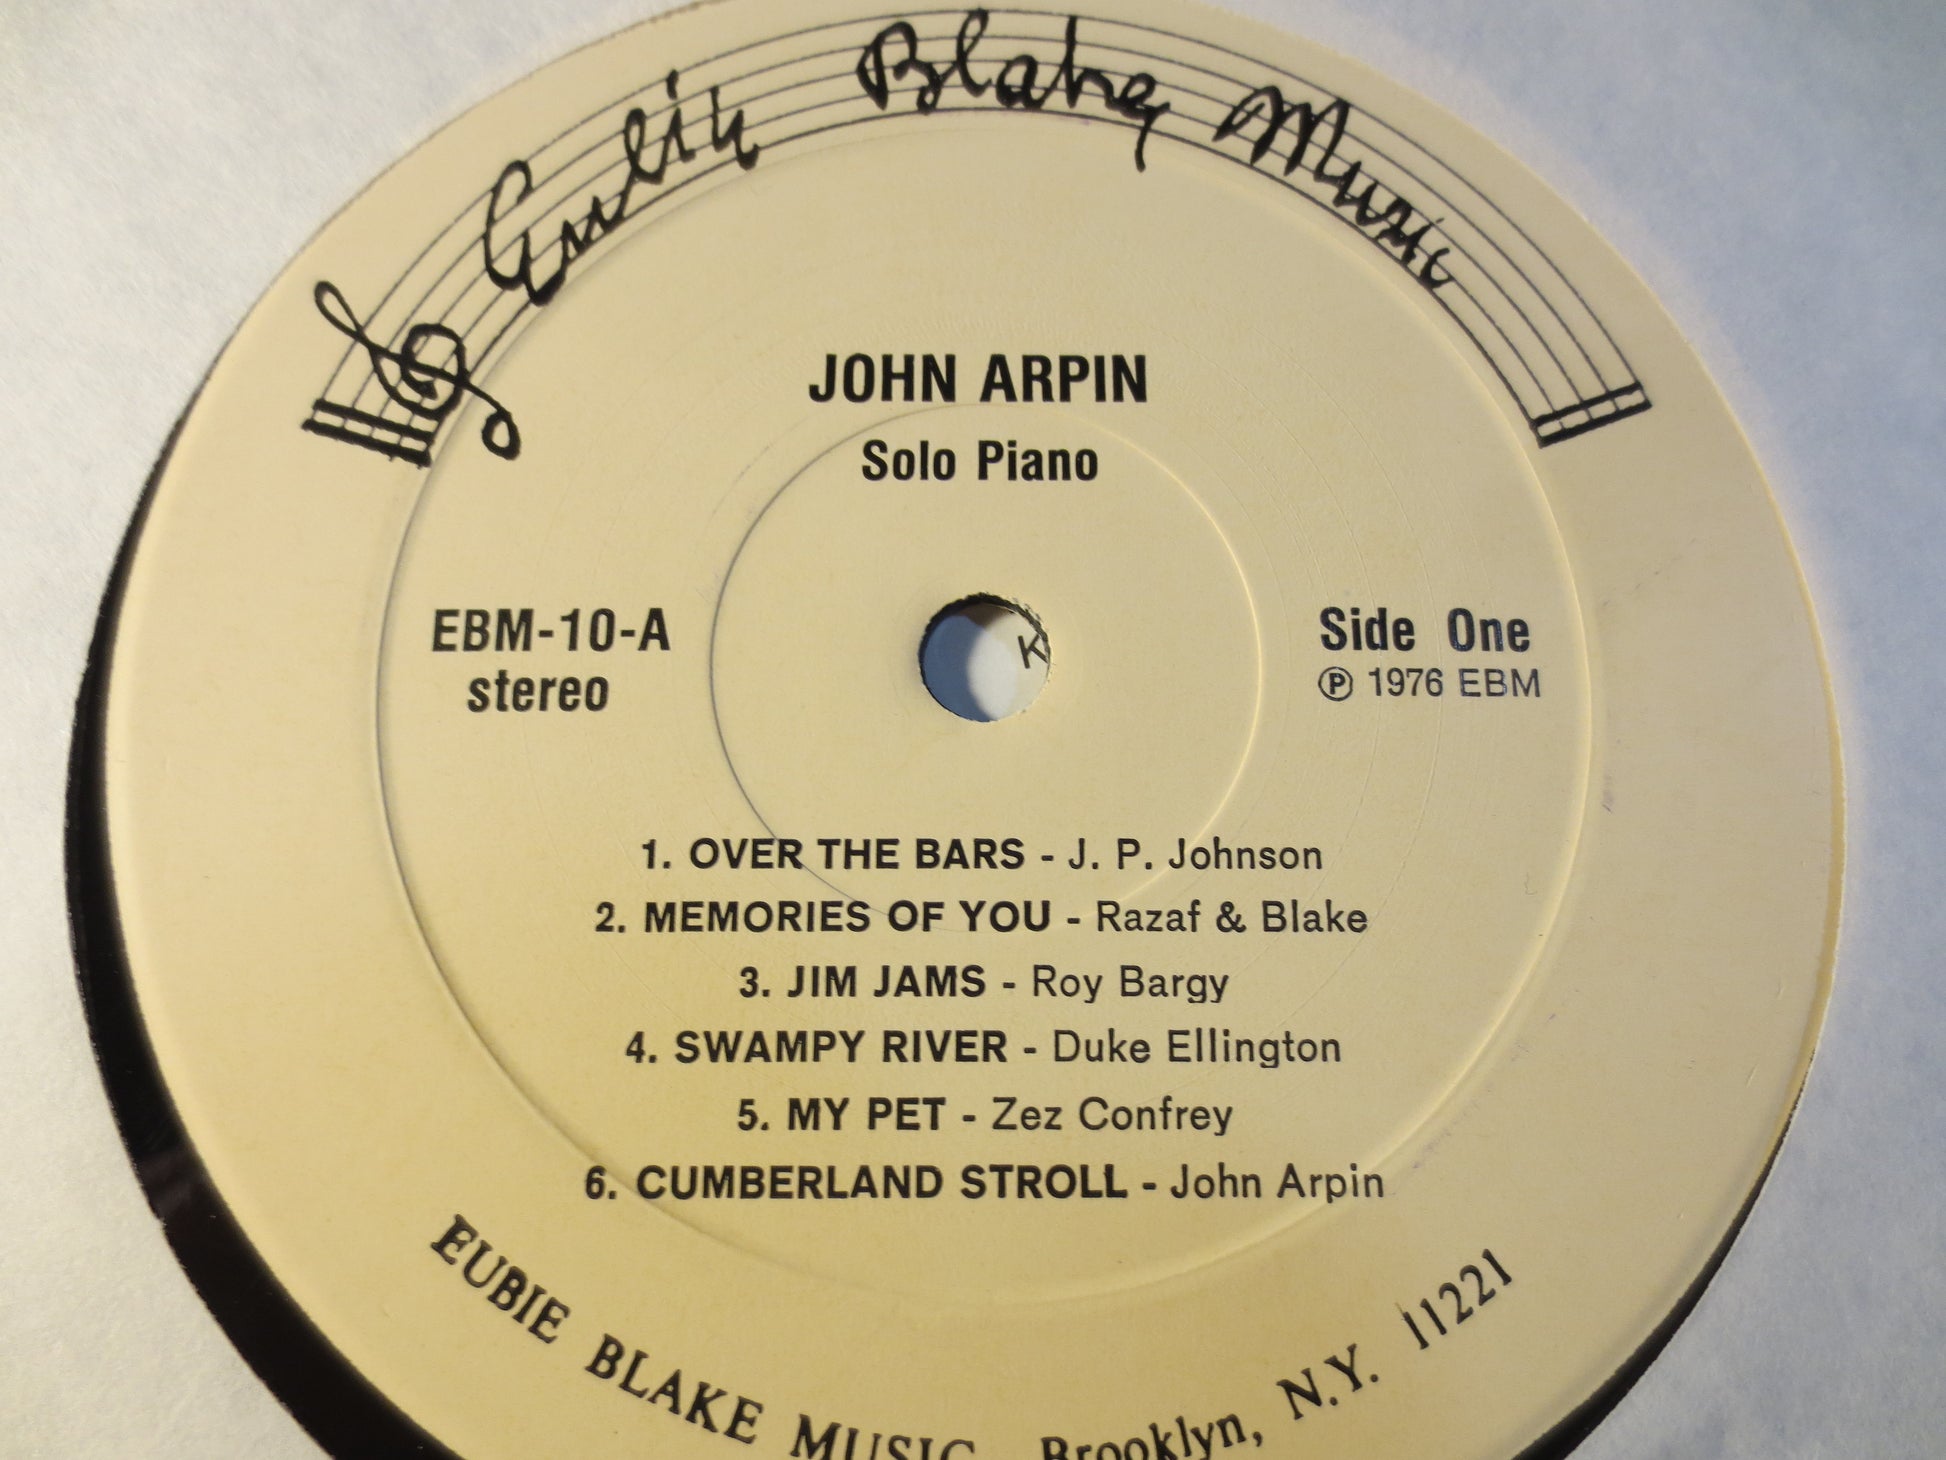 Eubie Blake Music
JOHN ARPIN
Solo Piano
EBM-10-A
stereo
Side One
℗ 1976 EBM
K
1. OVER THE BARS - J. P. Johnson
2. MEMORIES OF YOU - Razaf & Blake
3. JIM JAMS - Roy Bargy
4. SWAMPY RIVER - Duke Ellington
5. MY PET - Zez Confrey
6. CUMBERLAND STROLL - John Arpin
EUBIE BLAKE MUSIC Brooklyn, N.Y. 11221